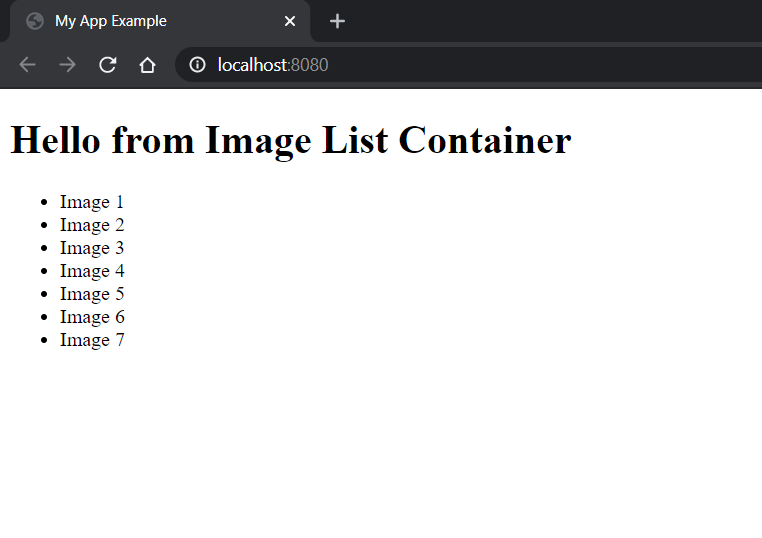 My App Example
localhost:8080
Hello from Image List Container
Image 1
Image 2
Image 3
Image 4
Image 5
Image 6
Image 7